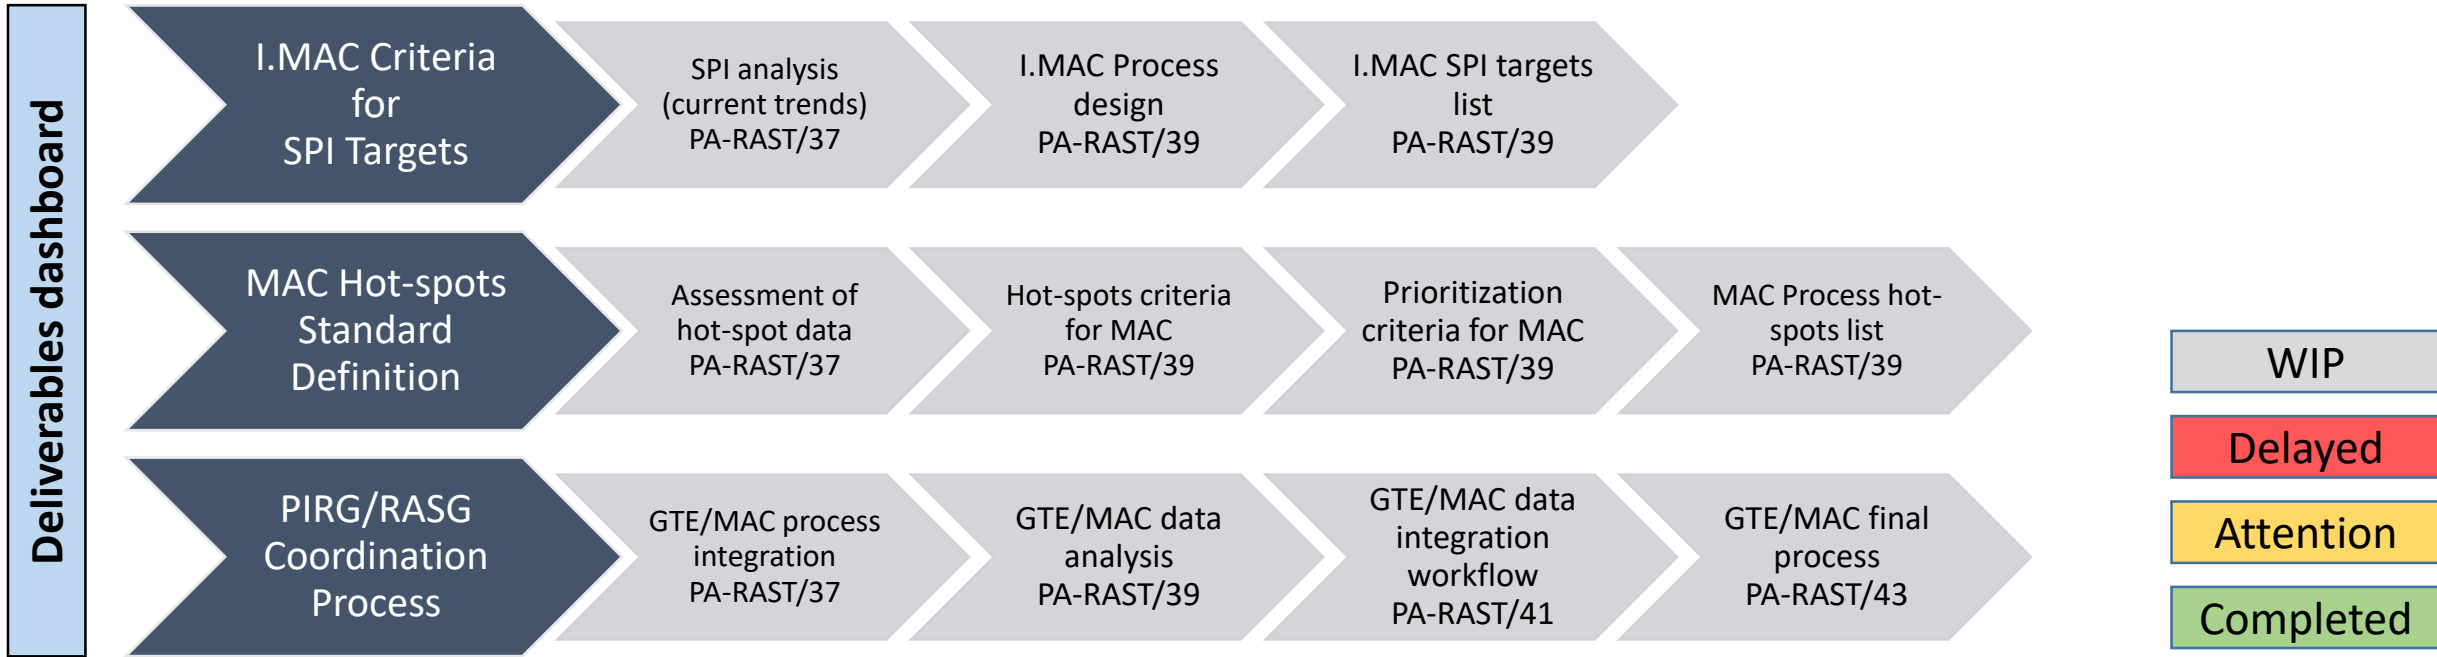 Deliverables dashboard
I.MAC Criteria
for
SPI Targets
SPI analysis
(current trends)
PA-RAST/37
I.MAC Process
design
PA-RAST/39
I.MAC SPI targets
list
PA-RAST/39
MAC Hot-spots
Standard
Definition
Assessment of
hot-spot data
PA-RAST/37
Hot-spots criteria
for MAC
PA-RAST/39
Prioritization
criteria for MAC
PA-RAST/39
MAC Process hot-
spots list
PA-RAST/39
PIRG/RASG
Coordination
Process
GTE/MAC process
integration
PA-RAST/37
GTE/MAC data
analysis
PA-RAST/39
GTE/MAC data
integration
workflow
PA-RAST/41
GTE/MAC final
process
PA-RAST/43
WIP
Delayed
Attention
Completed